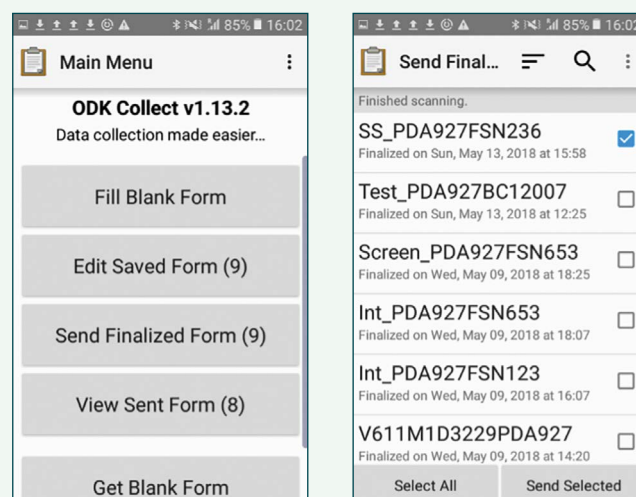 85% 16:02
Main Menu
ODK Collect v1.13.2
Data collection made easier...
Fill Blank Form
Edit Saved Form (9)
Send Finalized Form (9)
View Sent Form (8)
Get Blank Form
85% 16:02
Send Final...
Finished scanning.
SS_PDA927FSN236
Finalized on Sun, May 13, 2018 at 15:58
Test_PDA927BC12007
Finalized on Sun, May 13, 2018 at 12:25
Screen_PDA927FSN653
Finalized on Wed, May 09, 2018 at 18:25
Int_PDA927FSN653
Finalized on Wed, May 09, 2018 at 18:07
Int_PDA927FSN123
Finalized on Wed, May 09, 2018 at 16:07
V611M1D3229PDA927
Finalized on Wed, May 09, 2018 at 14:20
Select All Send Selected